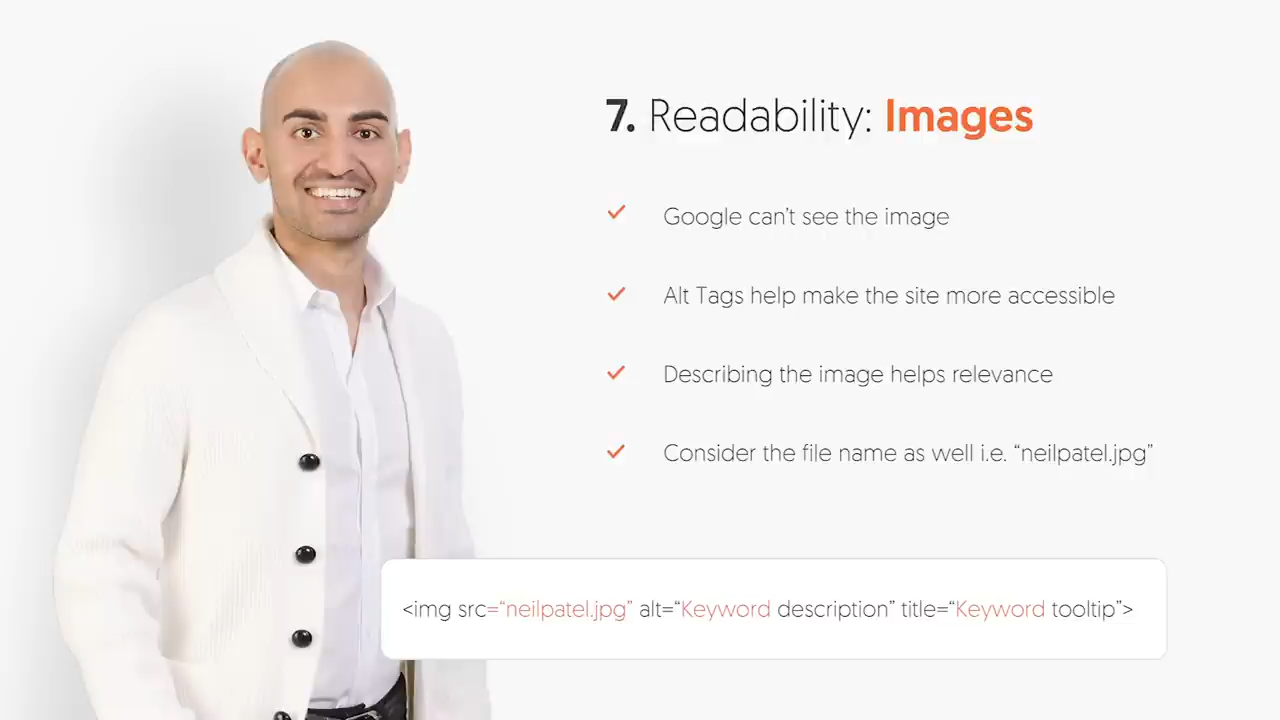 7. Readability: Images
Google can’t see the image
Alt Tags help make the site more accessible
Describing the image helps relevance
Consider the file name as well i.e. “neilpatel.jpg”
<img src=“neilpatel.jpg” alt=“Keyword description” title=“Keyword tooltip”>